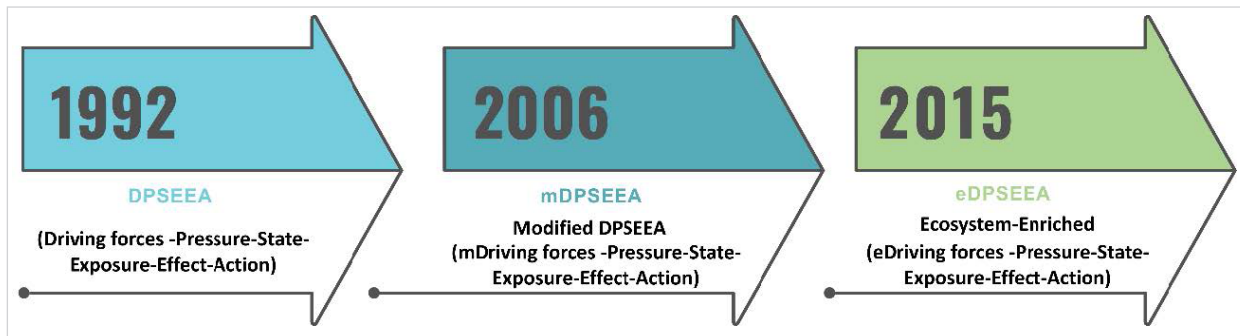 1992
DPSEEA
(Driving forces -Pressure-State-
Exposure-Effect-Action)
2006
mDPSEEA
Modified DPSEEA
(mDriving forces -Pressure-State-
Exposure-Effect-Action)
2015
eDPSEEA
Ecosystem-Enriched
(eDriving forces -Pressure-State-
Exposure-Effect-Action)